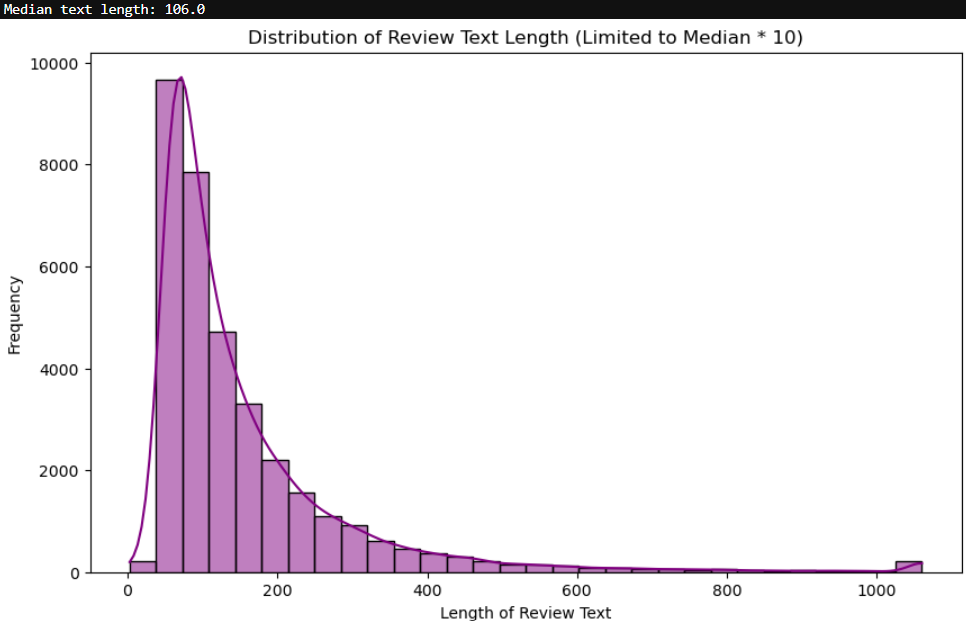 Median text length: 106.0
Distribution of Review Text Length (Limited to Median * 10)
10000
8000
6000
4000
2000
0
Frequency
0 200 400 600 800 1000
Length of Review Text